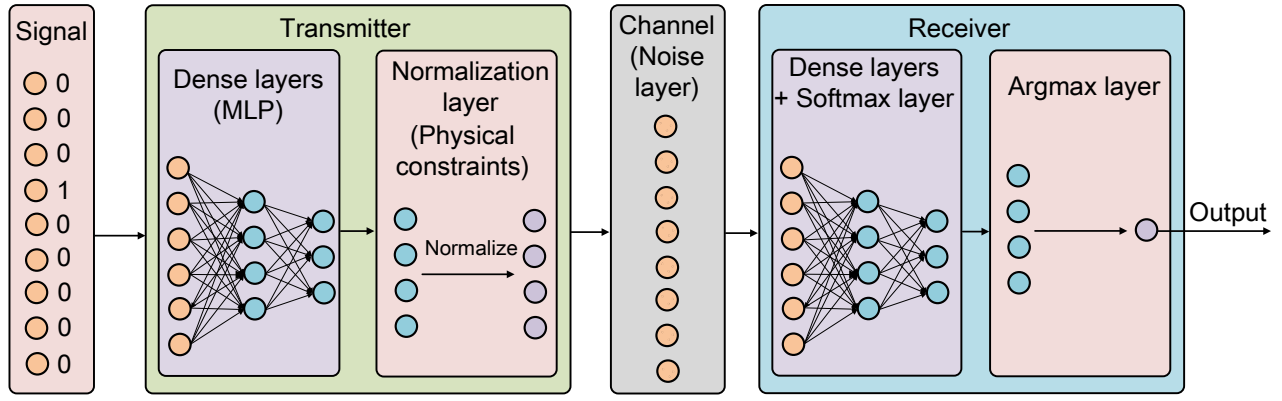 Signal
0
0
0
1
0
0
0
0
0
Transmitter
Dense layers
(MLP)
Normalization
layer
(Physical
constraints)
Normalize
Channel
(Noise
layer)
Receiver
Dense layers
+ Softmax layer
Argmax layer
Output